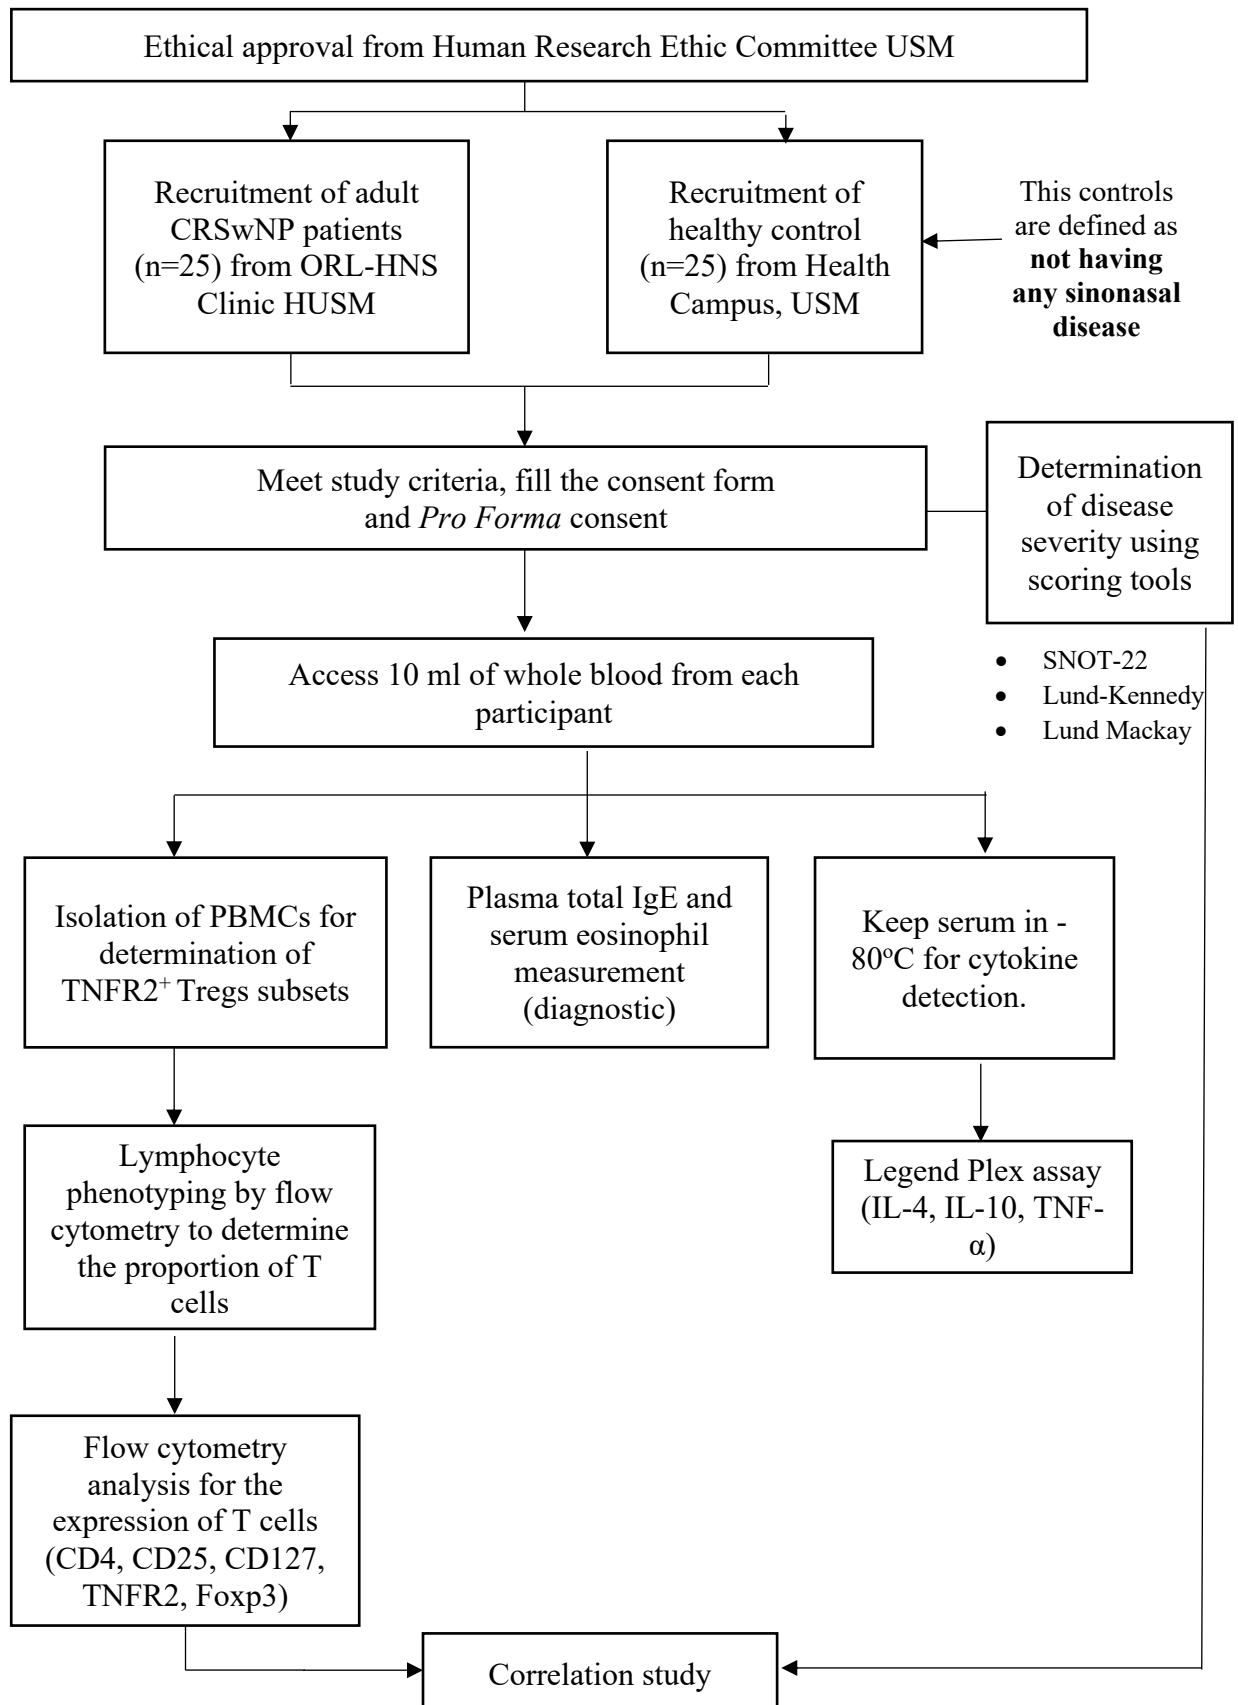 Ethical approval from Human Research Ethic Committee USM
Recruitment of adult
CRSwNP patients
(n=25) from ORL-HNS
Clinic HUSM
Recruitment of
healthy control
(n=25) from Health
Campus, USM
This controls
are defined as
not having
any sinonasal
disease
Meet study criteria, fill the consent form
and Pro Forma consent
Determination
of disease
severity using
scoring tools
• SNOT-22
• Lund-Kennedy
• Lund Mackay
Access 10 ml of whole blood from each
participant
Isolation of PBMCs for
determination of
TNFR2⁺ Tregs subsets
Plasma total IgE and
serum eosinophil
measurement
(diagnostic)
Keep serum in -
80ºC for cytokine
detection.
Lymphocyte
phenotyping by flow
cytometry to determine
the proportion of T
cells
Legend Plex assay
(IL-4, IL-10, TNF-
α)
Flow cytometry
analysis for the
expression of T cells
(CD4, CD25, CD127,
TNFR2, Foxp3)
Correlation study